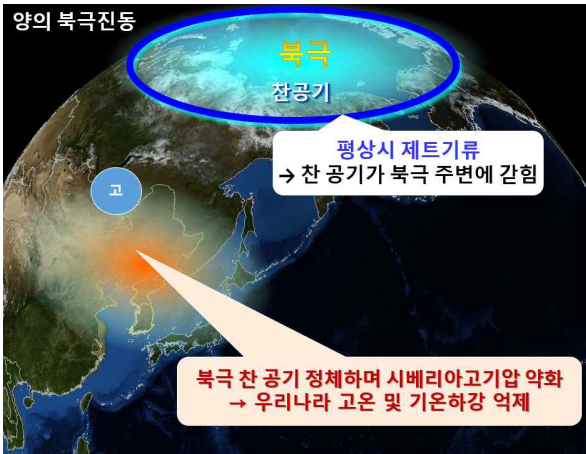 양의 북극진동
북극
찬공기
평상시 제트기류
→ 찬 공기가 북극 주변에 갇힘
고
북극 찬 공기 정체하며 시베리아고기압 약화
→ 우리나라 고온 및 기온하강 억제